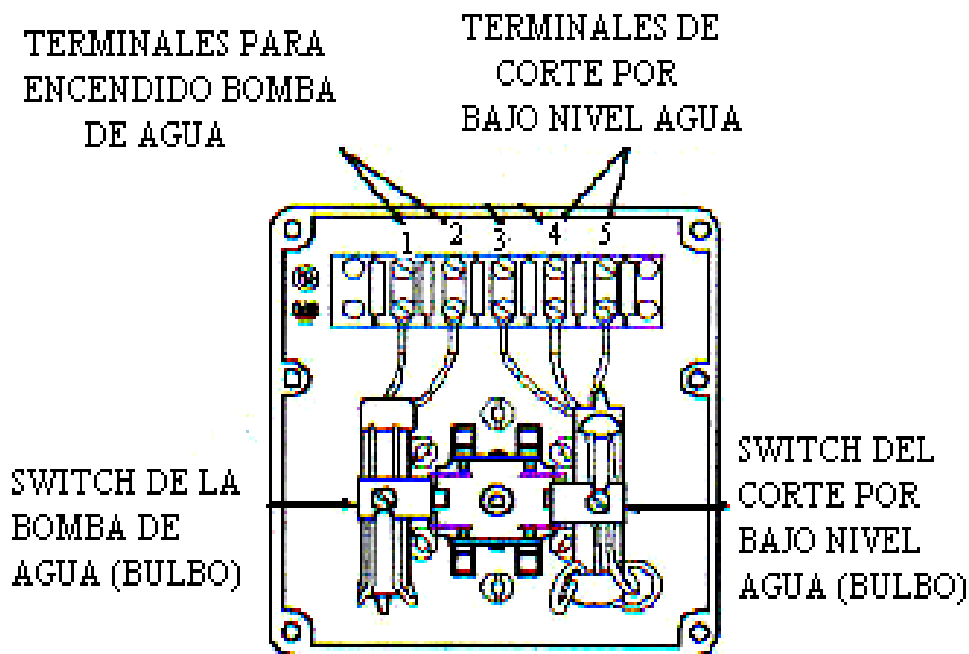 TERMINALES PARA
ENCENDIDO BOMBA
DE AGUA
TERMINALES DE
CORTE POR
BAJO NIVEL AGUA
1 2 3 4 5
SWITCH DE LA
BOMBA DE
AGUA (BULBO)
SWITCH DEL
CORTE POR
BAJO NIVEL
AGUA (BULBO)